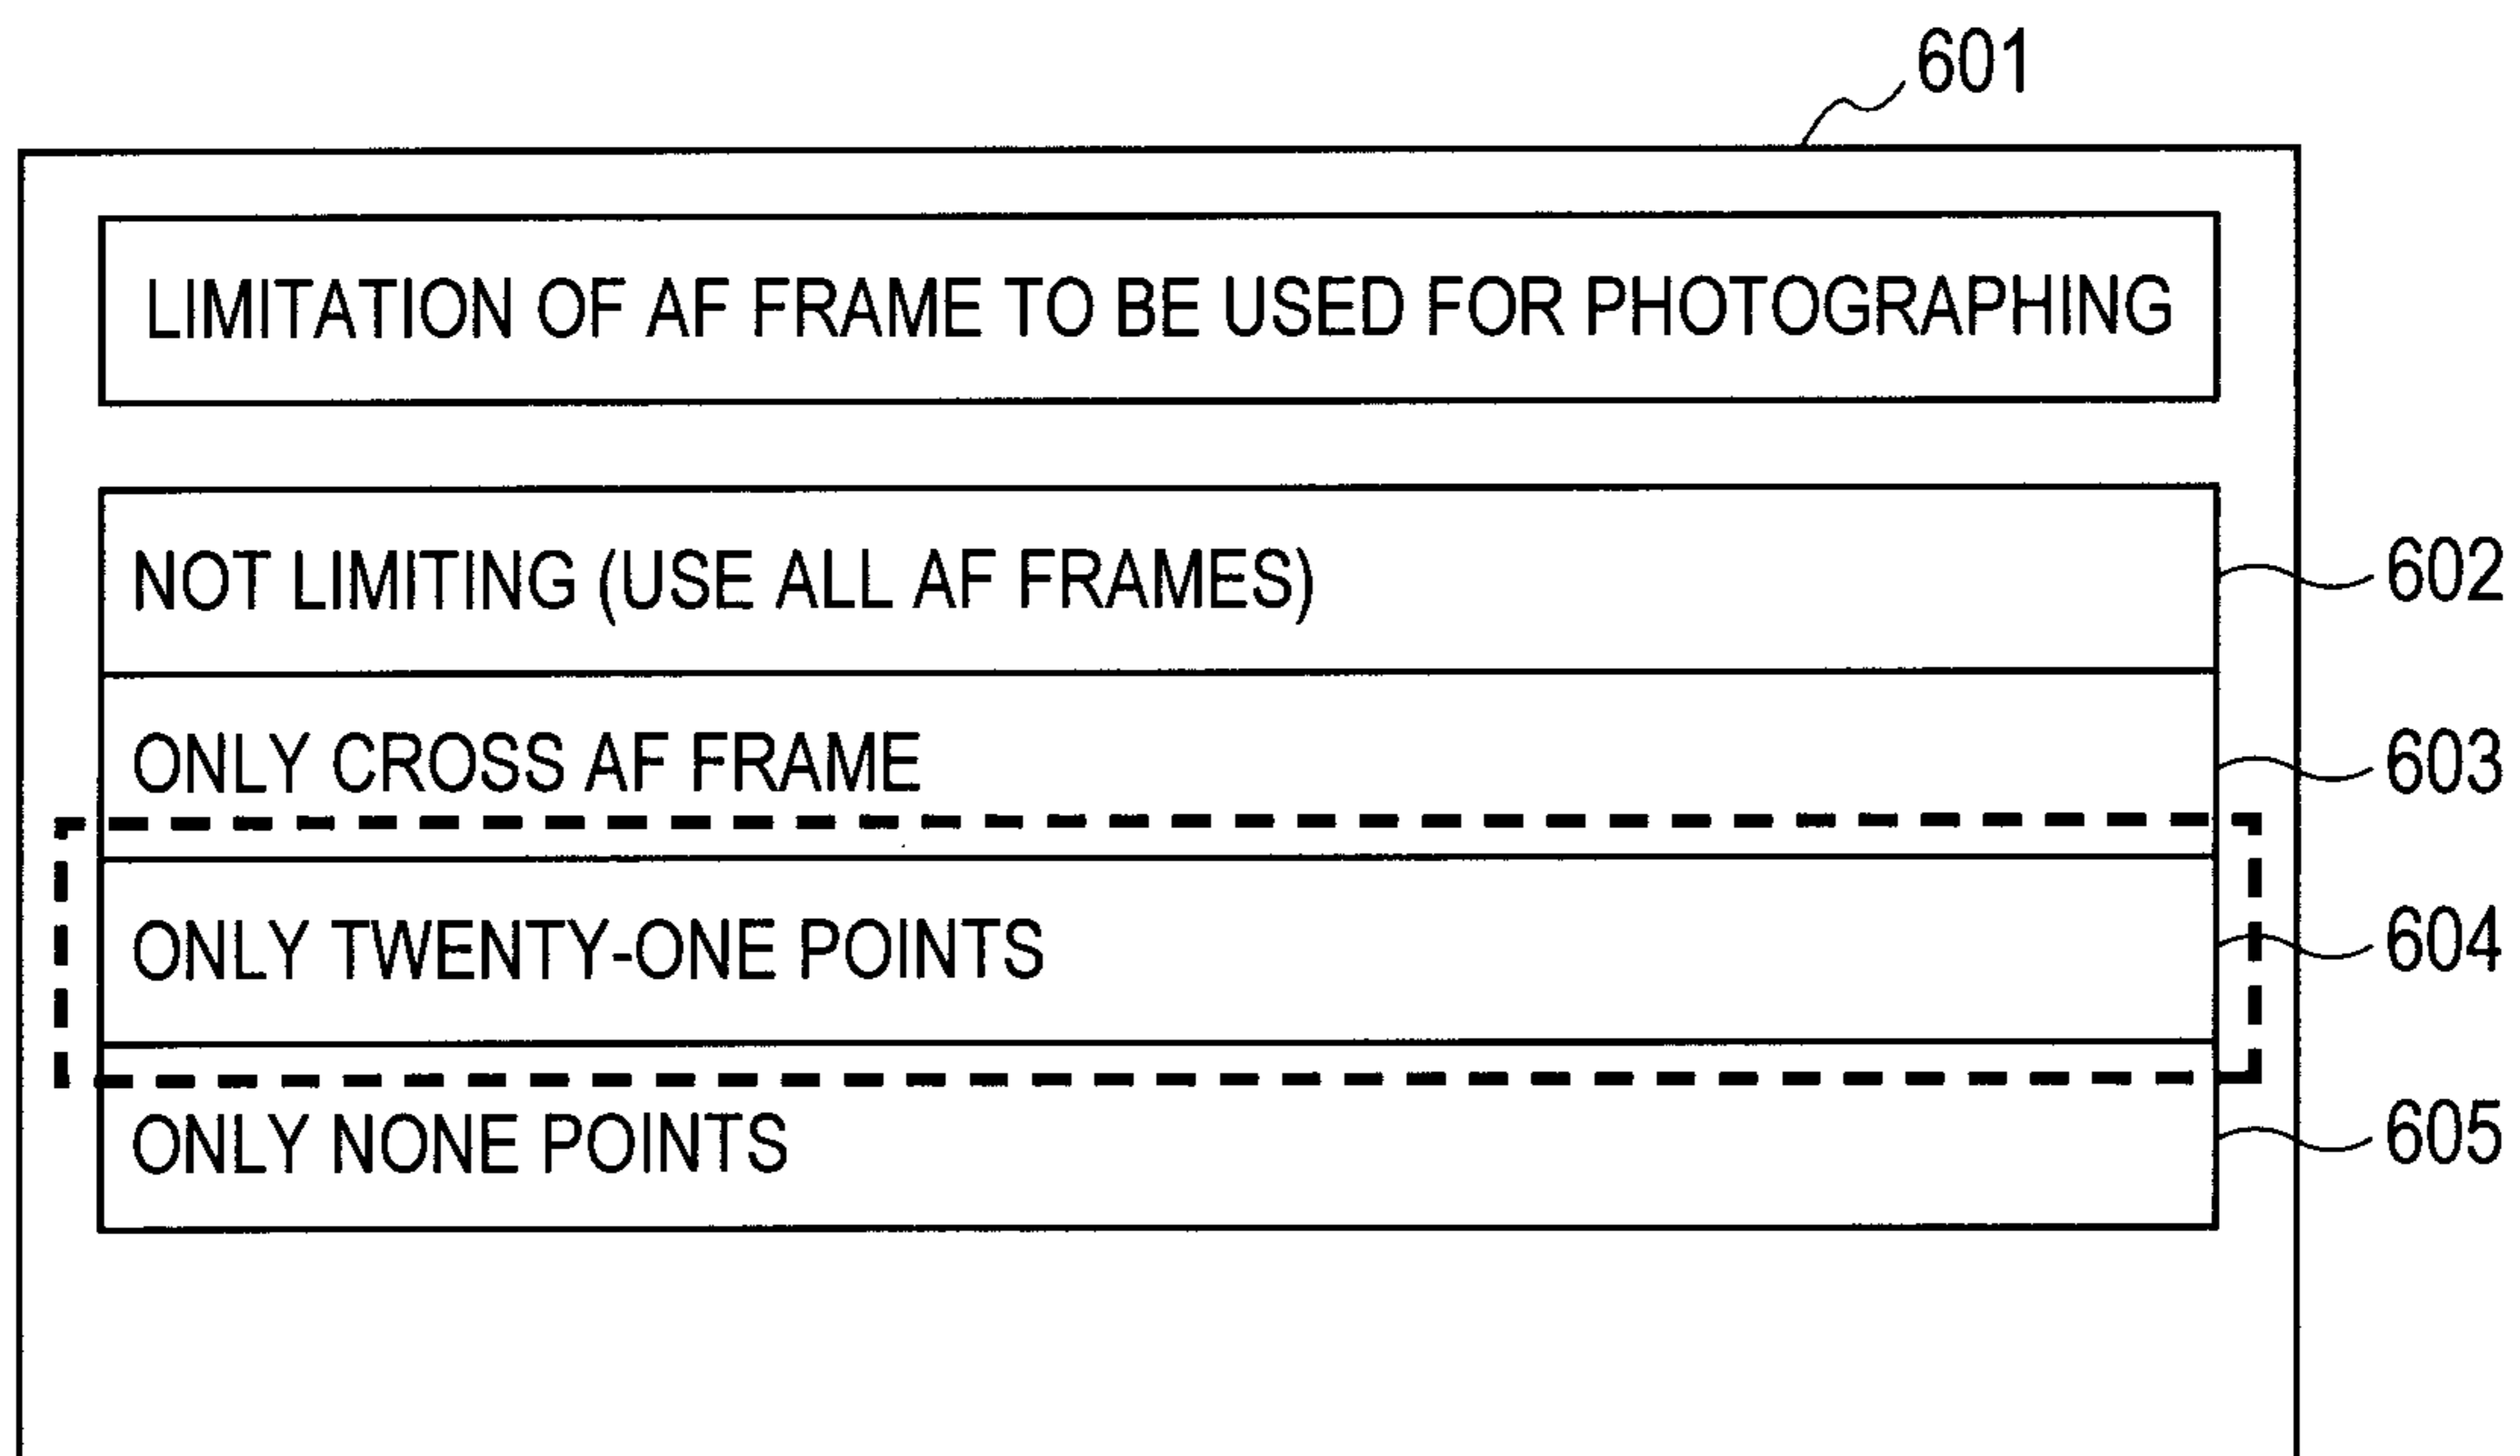 601
LIMITATION OF AF FRAME TO BE USED FOR PHOTOGRAPHING
NOT LIMITING (USE ALL AF FRAMES)
602
ONLY CROSS AF FRAME
603
ONLY TWENTY-ONE POINTS
604
ONLY NONE POINTS
605